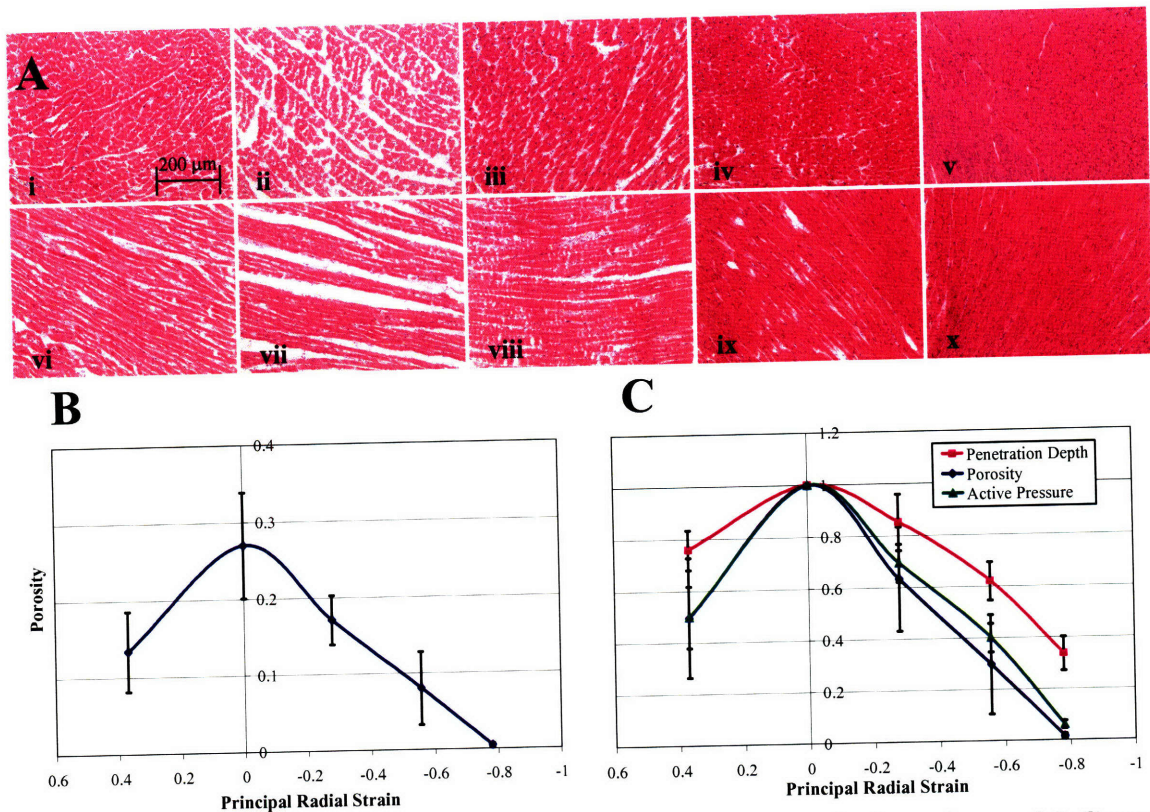 A
200 μm
i
ii
iii
iv
v
vi
vii
viii
ix
x
B
C
0.4
0.3
0.2
0.1
0
Porosity
0.6
0.4
0.2
0
-0.2
-0.4
-0.6
-0.8
-1
Principal Radial Strain
1.2
Penetration Depth
Porosity
Active Pressure
0.8
0.6
0.4
0.2
0
0.6
0.4
0.2
0
-0.2
-0.4
-0.6
-0.8
-1
Principal Radial Strain